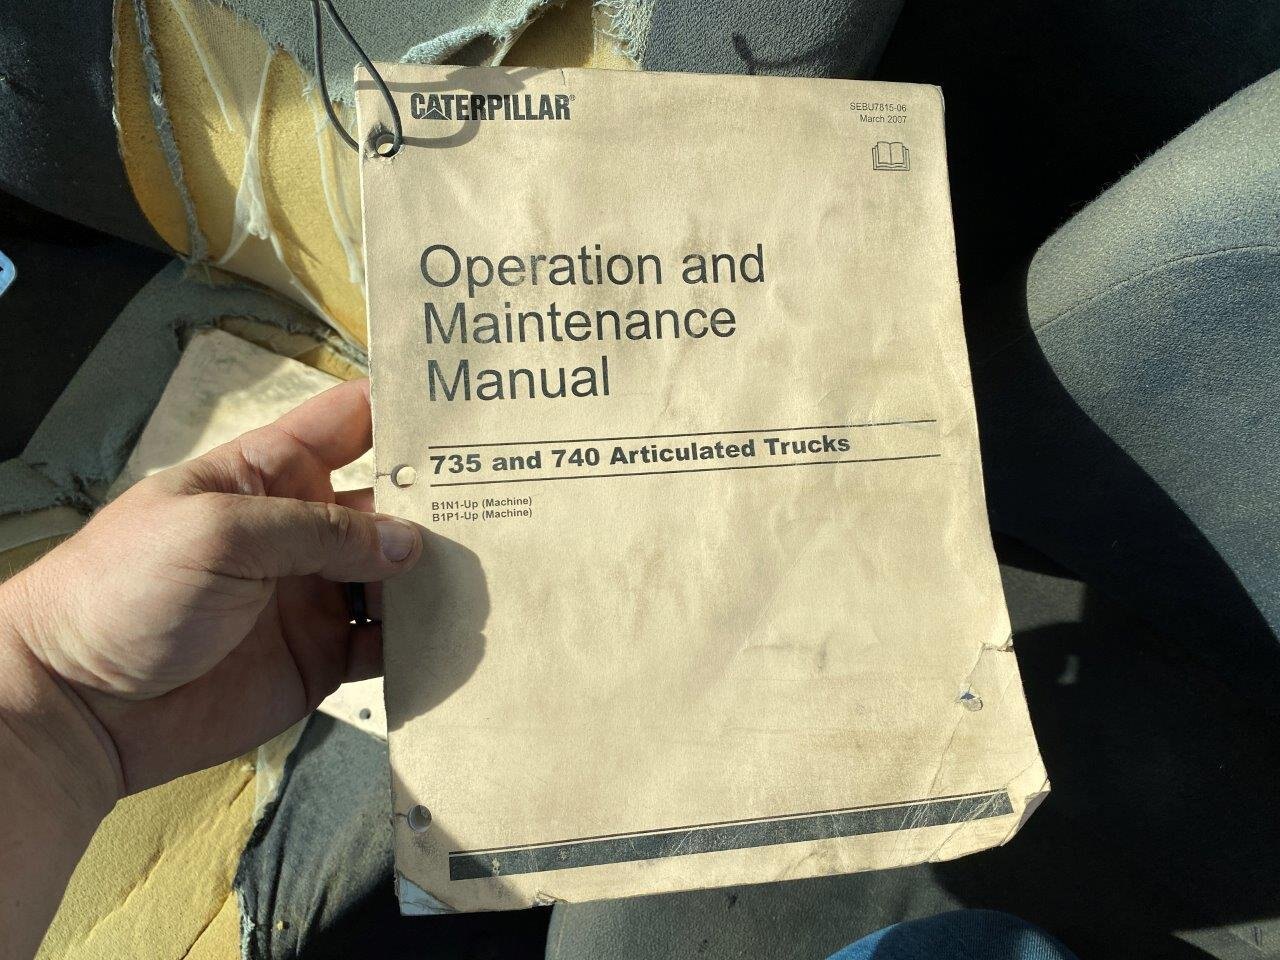 CATERPILLAR®
SEBU7815-06
March 2007
Operation and
Maintenance
Manual
735 and 740 Articulated Trucks
B1N1-Up (Machine)
B1P1-Up (Machine)